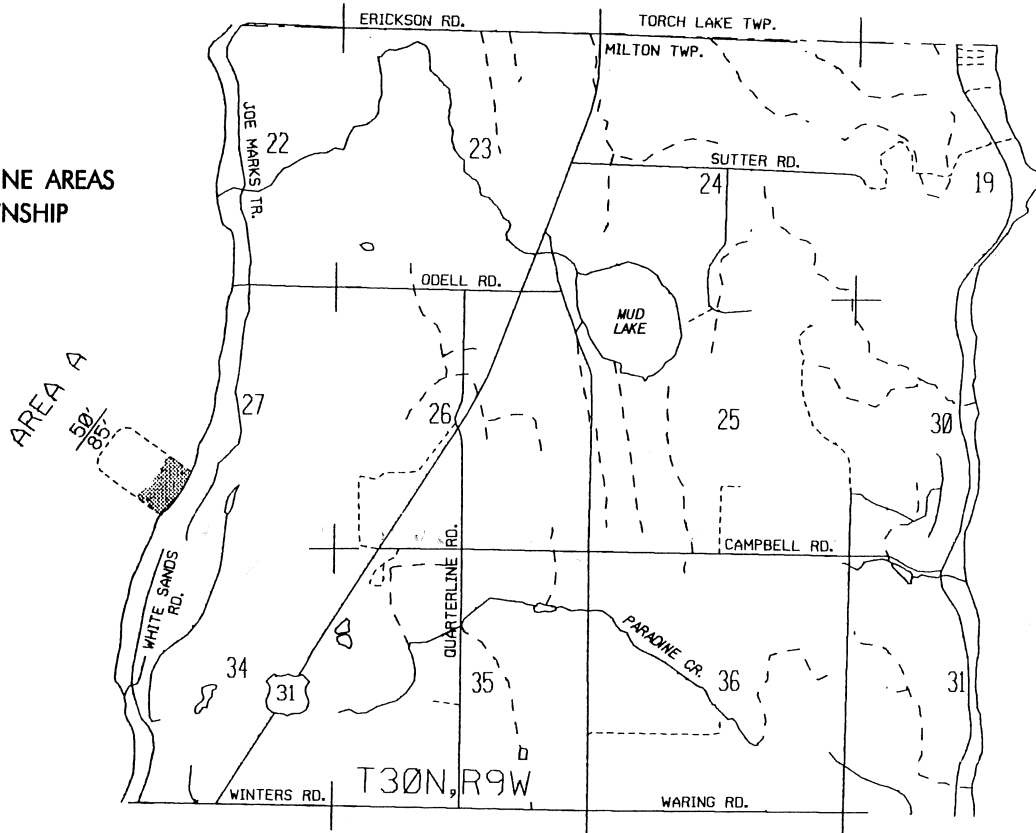 ERICKSON RD.
TORCH LAKE TWP.
MILTON TWP.
NE AREAS
NSHIP
JOE MARKS TR.
22
23
SUTTER RD.
24
19
ODELL RD.
MUD
LAKE
AREA A
50'
85'
27
26
25
30
CAMPBELL RD.
WHITE SANDS
RD.
QUARTERLINE RD.
PARADINE CR.
34
31
35
36
31
T30N, R9W
WINTERS RD.
WARING RD.